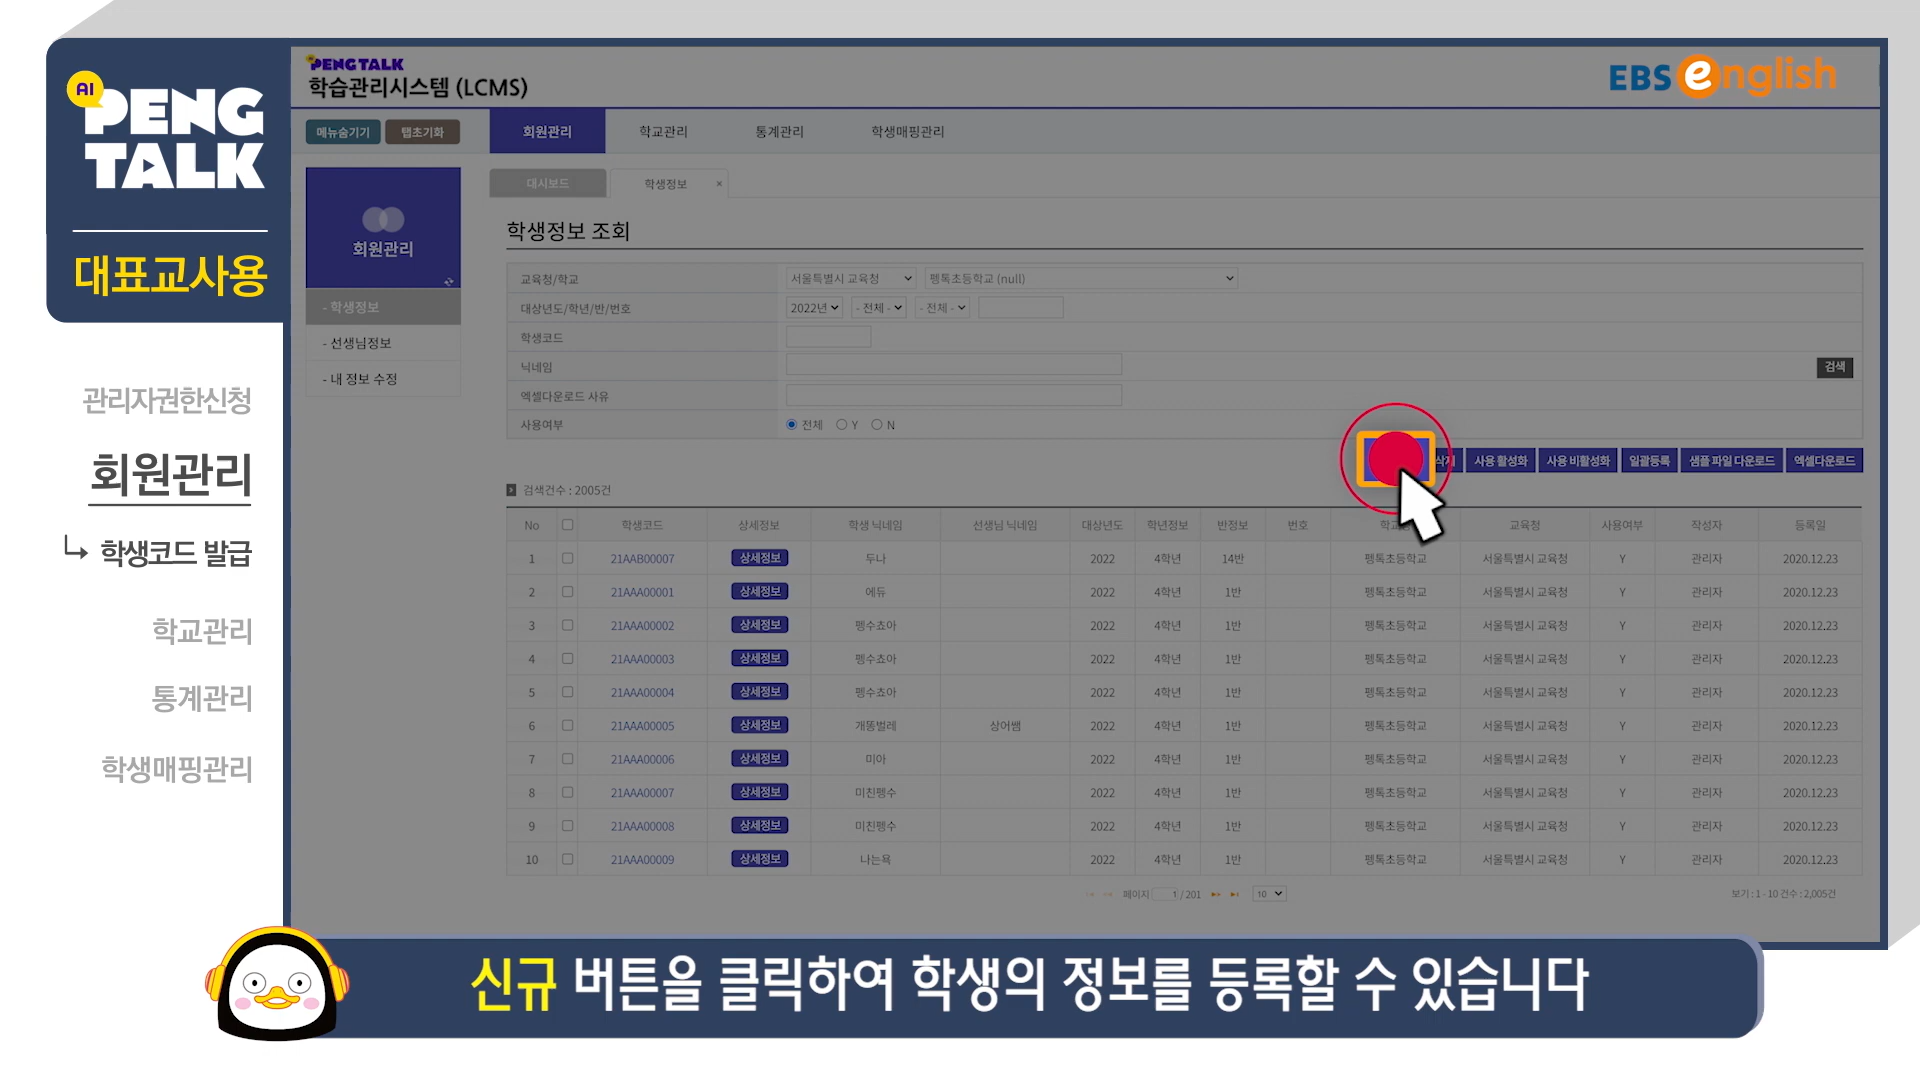 AI
PENG
TALK
대표교사용
관리자권한신청
회원관리
학생코드 발급
학교관리
통계관리
학생매핑관리
PENG TALK
학습관리시스템 (LCMS)
EBS english
메뉴숨기기 탭초기화 회원관리 학교관리 통계관리 학생매핑관리
회원관리
- 학생정보
- 선생님정보
- 내 정보 수정
대시보드 학생정보 ×
학생정보 조회
교육청/학교 서울특별시 교육청 펭톡초등학교 (null)
대상년도/학년/반/번호 2022년 - 전체 - - 전체 -
학생코드
닉네임
검색
엑셀다운로드 사유
사용여부 전체 Y N
사용 활성화 사용 비활성화 일괄등록 샘플 파일 다운로드 엑셀다운로드
검색건수 : 2005건
No 학생코드 상세정보 학생 닉네임 선생님 닉네임 대상년도 학년정보 반정보 번호 교육청 사용여부 작성자 등록일
1 21AAB00007 상세정보 두나 2022 4학년 14반 펭톡초등학교 서울특별시 교육청 Y 관리자 2020.12.23
2 21AAA00001 상세정보 에듀 2022 4학년 1반 펭톡초등학교 서울특별시 교육청 Y 관리자 2020.12.23
3 21AAA00002 상세정보 펭수쵸아 2022 4학년 1반 펭톡초등학교 서울특별시 교육청 Y 관리자 2020.12.23
4 21AAA00003 상세정보 펭수쵸아 2022 4학년 1반 펭톡초등학교 서울특별시 교육청 Y 관리자 2020.12.23
5 21AAA00004 상세정보 펭수쵸아 2022 4학년 1반 펭톡초등학교 서울특별시 교육청 Y 관리자 2020.12.23
6 21AAA00005 상세정보 개똥벌레 상어쌤 2022 4학년 1반 펭톡초등학교 서울특별시 교육청 Y 관리자 2020.12.23
7 21AAA00006 상세정보 미아 2022 4학년 1반 펭톡초등학교 서울특별시 교육청 Y 관리자 2020.12.23
8 21AAA00007 상세정보 미친펭수 2022 4학년 1반 펭톡초등학교 서울특별시 교육청 Y 관리자 2020.12.23
9 21AAA00008 상세정보 미친펭수 2022 4학년 1반 펭톡초등학교 서울특별시 교육청 Y 관리자 2020.12.23
10 21AAA00009 상세정보 나는욕 2022 4학년 1반 펭톡초등학교 서울특별시 교육청 Y 관리자 2020.12.23
페이지 1 / 201 10 보기 : 1 - 10 건수 : 2,005건
신규 버튼을 클릭하여 학생의 정보를 등록할 수 있습니다